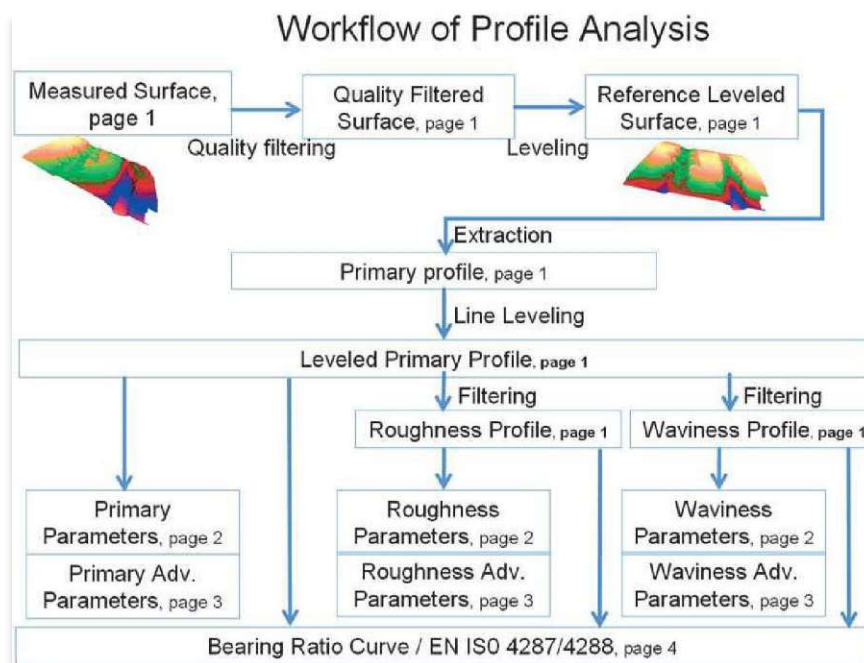 Workflow of Profile Analysis
Measured Surface,
page 1
Quality Filtered
Surface, page 1
Reference Leveled
Surface, page 1
Quality filtering
Leveling
Extraction
Primary profile, page 1
Line Leveling
Leveled Primary Profile, page 1
Filtering
Filtering
Roughness Profile, page 1
Waviness Profile, page 1
Primary
Parameters, page 2
Roughness
Parameters, page 2
Waviness
Parameters, page 2
Primary Adv.
Parameters, page 3
Roughness Adv.
Parameters, page 3
Waviness Adv.
Parameters, page 3
Bearing Ratio Curve / EN IS0 4287/4288, page 4